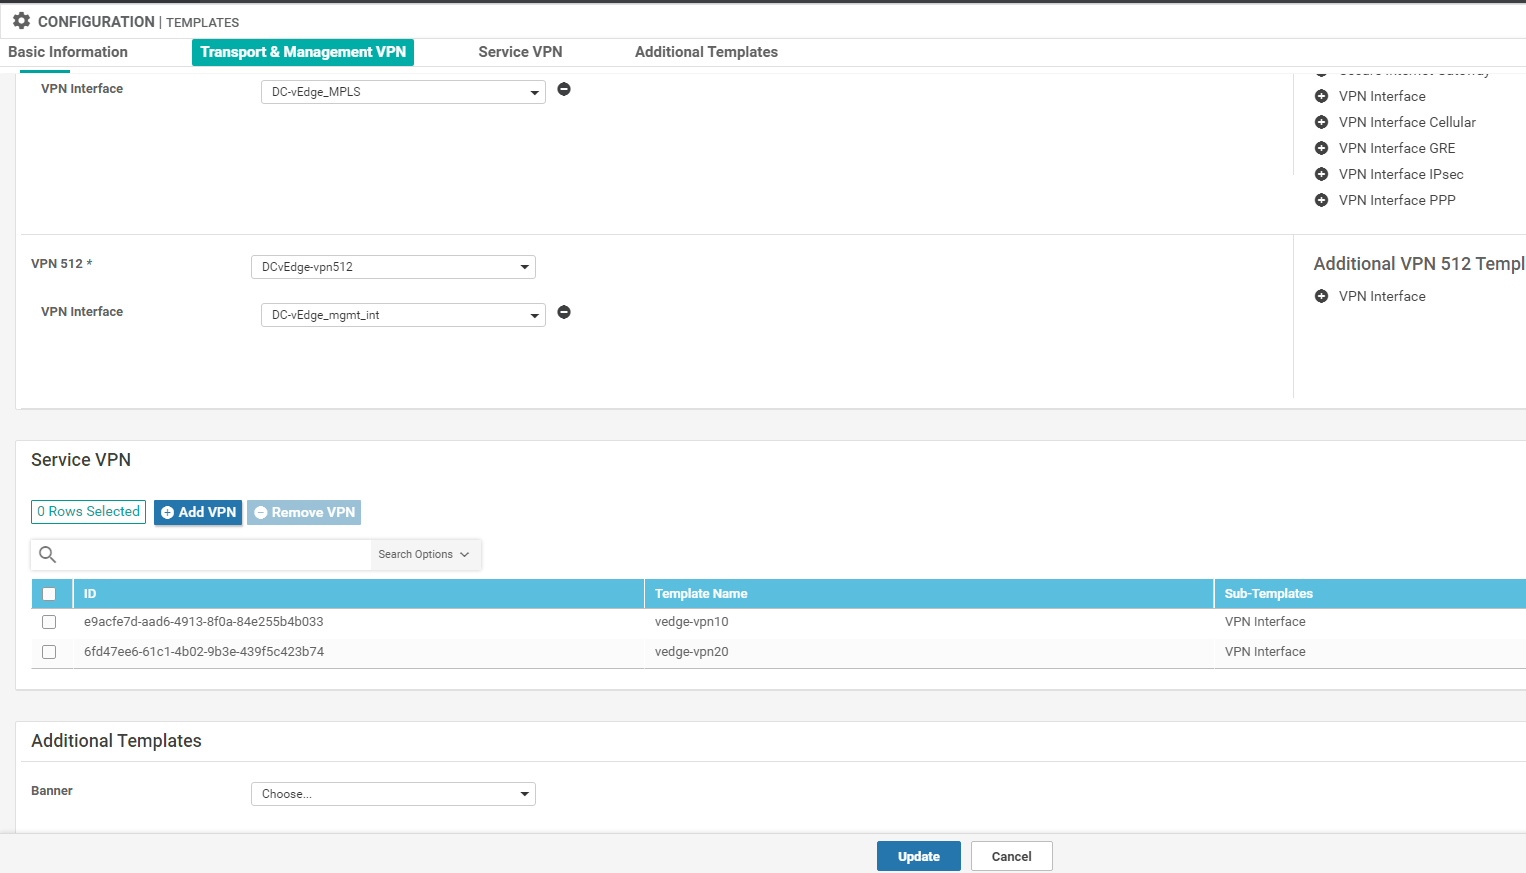 CONFIGURATION | TEMPLATES
Basic Information
Transport & Management VPN
Service VPN
Additional Templates
VPN Interface
DC-vEdge_MPLS
Secure Internet Gateway
VPN Interface
VPN Interface Cellular
VPN Interface GRE
VPN Interface IPsec
VPN Interface PPP
VPN 512 *
DCvEdge-vpn512
VPN Interface
DC-vEdge_mgmt_int
Additional VPN 512 Templ
VPN Interface
Service VPN
0 Rows Selected
Add VPN
Remove VPN
Search Options
ID
Template Name
Sub-Templates
e9acfe7d-aad6-4913-8f0a-84e255b4b033
vedge-vpn10
VPN Interface
6fd47ee6-61c1-4b02-9b3e-439f5c423b74
vedge-vpn20
VPN Interface
Additional Templates
Banner
Choose...
Update
Cancel